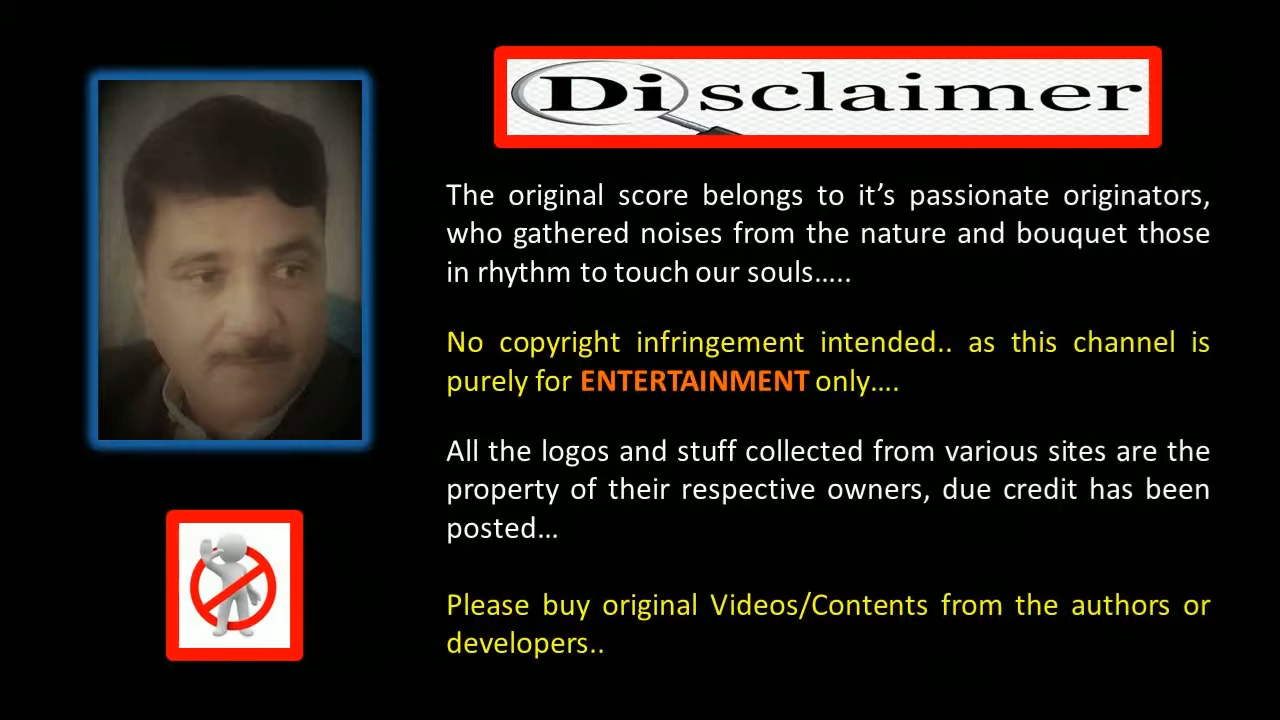 Disclaimer
The original score belongs to it’s passionate originators,
who gathered noises from the nature and bouquet those
in rhythm to touch our souls…..
No copyright infringement intended.. as this channel is
purely for ENTERTAINMENT only….
All the logos and stuff collected from various sites are the
property of their respective owners, due credit has been
posted…
Please buy original Videos/Contents from the authors or
developers..